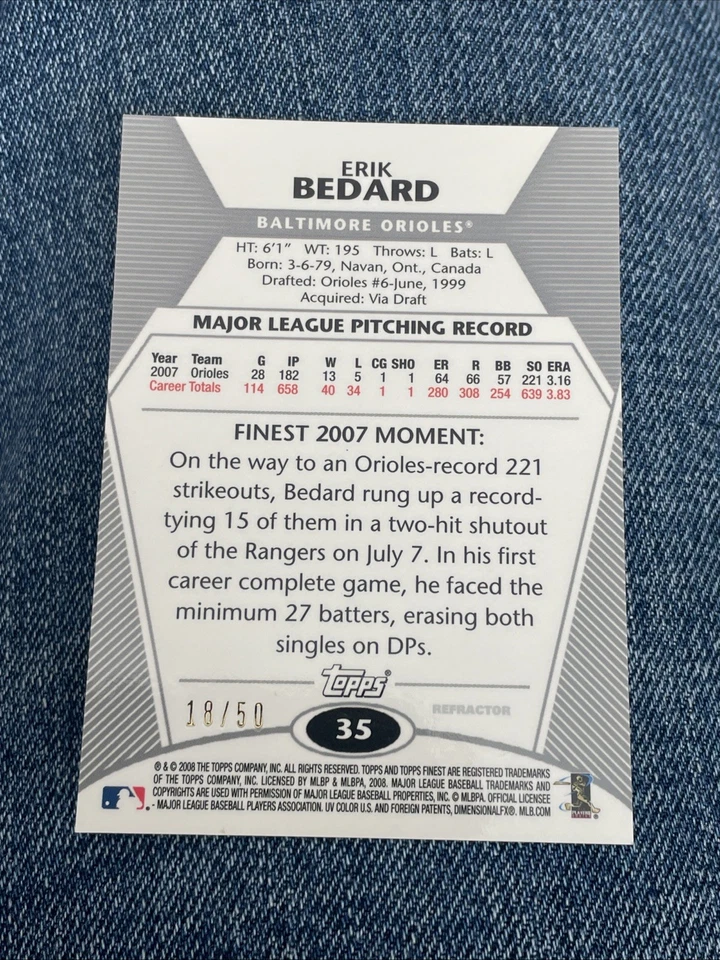 ERIK
BEDARD
BALTIMORE ORIOLES®
HT: 6'1" WT: 195 Throws: L Bats: L
Born: 3-6-79, Navan, Ont., Canada
Drafted: Orioles #6-June, 1999
Acquired: Via Draft
MAJOR LEAGUE PITCHING RECORD
Year Team G IP W L CG SHO ER R BB SO ERA
2007 Orioles 28 182 13 5 1 1 64 66 57 221 3.16
Career Totals 114 658 40 34 1 1 280 308 254 639 3.83
FINEST 2007 MOMENT:
On the way to an Orioles-record 221
strikeouts, Bedard rung up a record-
tying 15 of them in a two-hit shutout
of the Rangers on July 7. In his first
career complete game, he faced the
minimum 27 batters, erasing both
singles on DPs.
Topps®
18/50
35
REFRACTOR
® & © 2008 THE TOPPS COMPANY, INC. ALL RIGHTS RESERVED. TOPPS AND TOPPS FINEST ARE REGISTERED TRADEMARKS
OF THE TOPPS COMPANY, INC. LICENSED BY MLBP & MLBPA, 2008. MAJOR LEAGUE BASEBALL TRADEMARKS AND
COPYRIGHTS ARE USED WITH PERMISSION OF MAJOR LEAGUE BASEBALL PROPERTIES, INC. © MLBPA. OFFICIAL LICENSEE
- MAJOR LEAGUE BASEBALL PLAYERS ASSOCIATION. UV COLOR U.S. AND FOREIGN PATENTS, DIMENSIONALFX®. MLB.COM